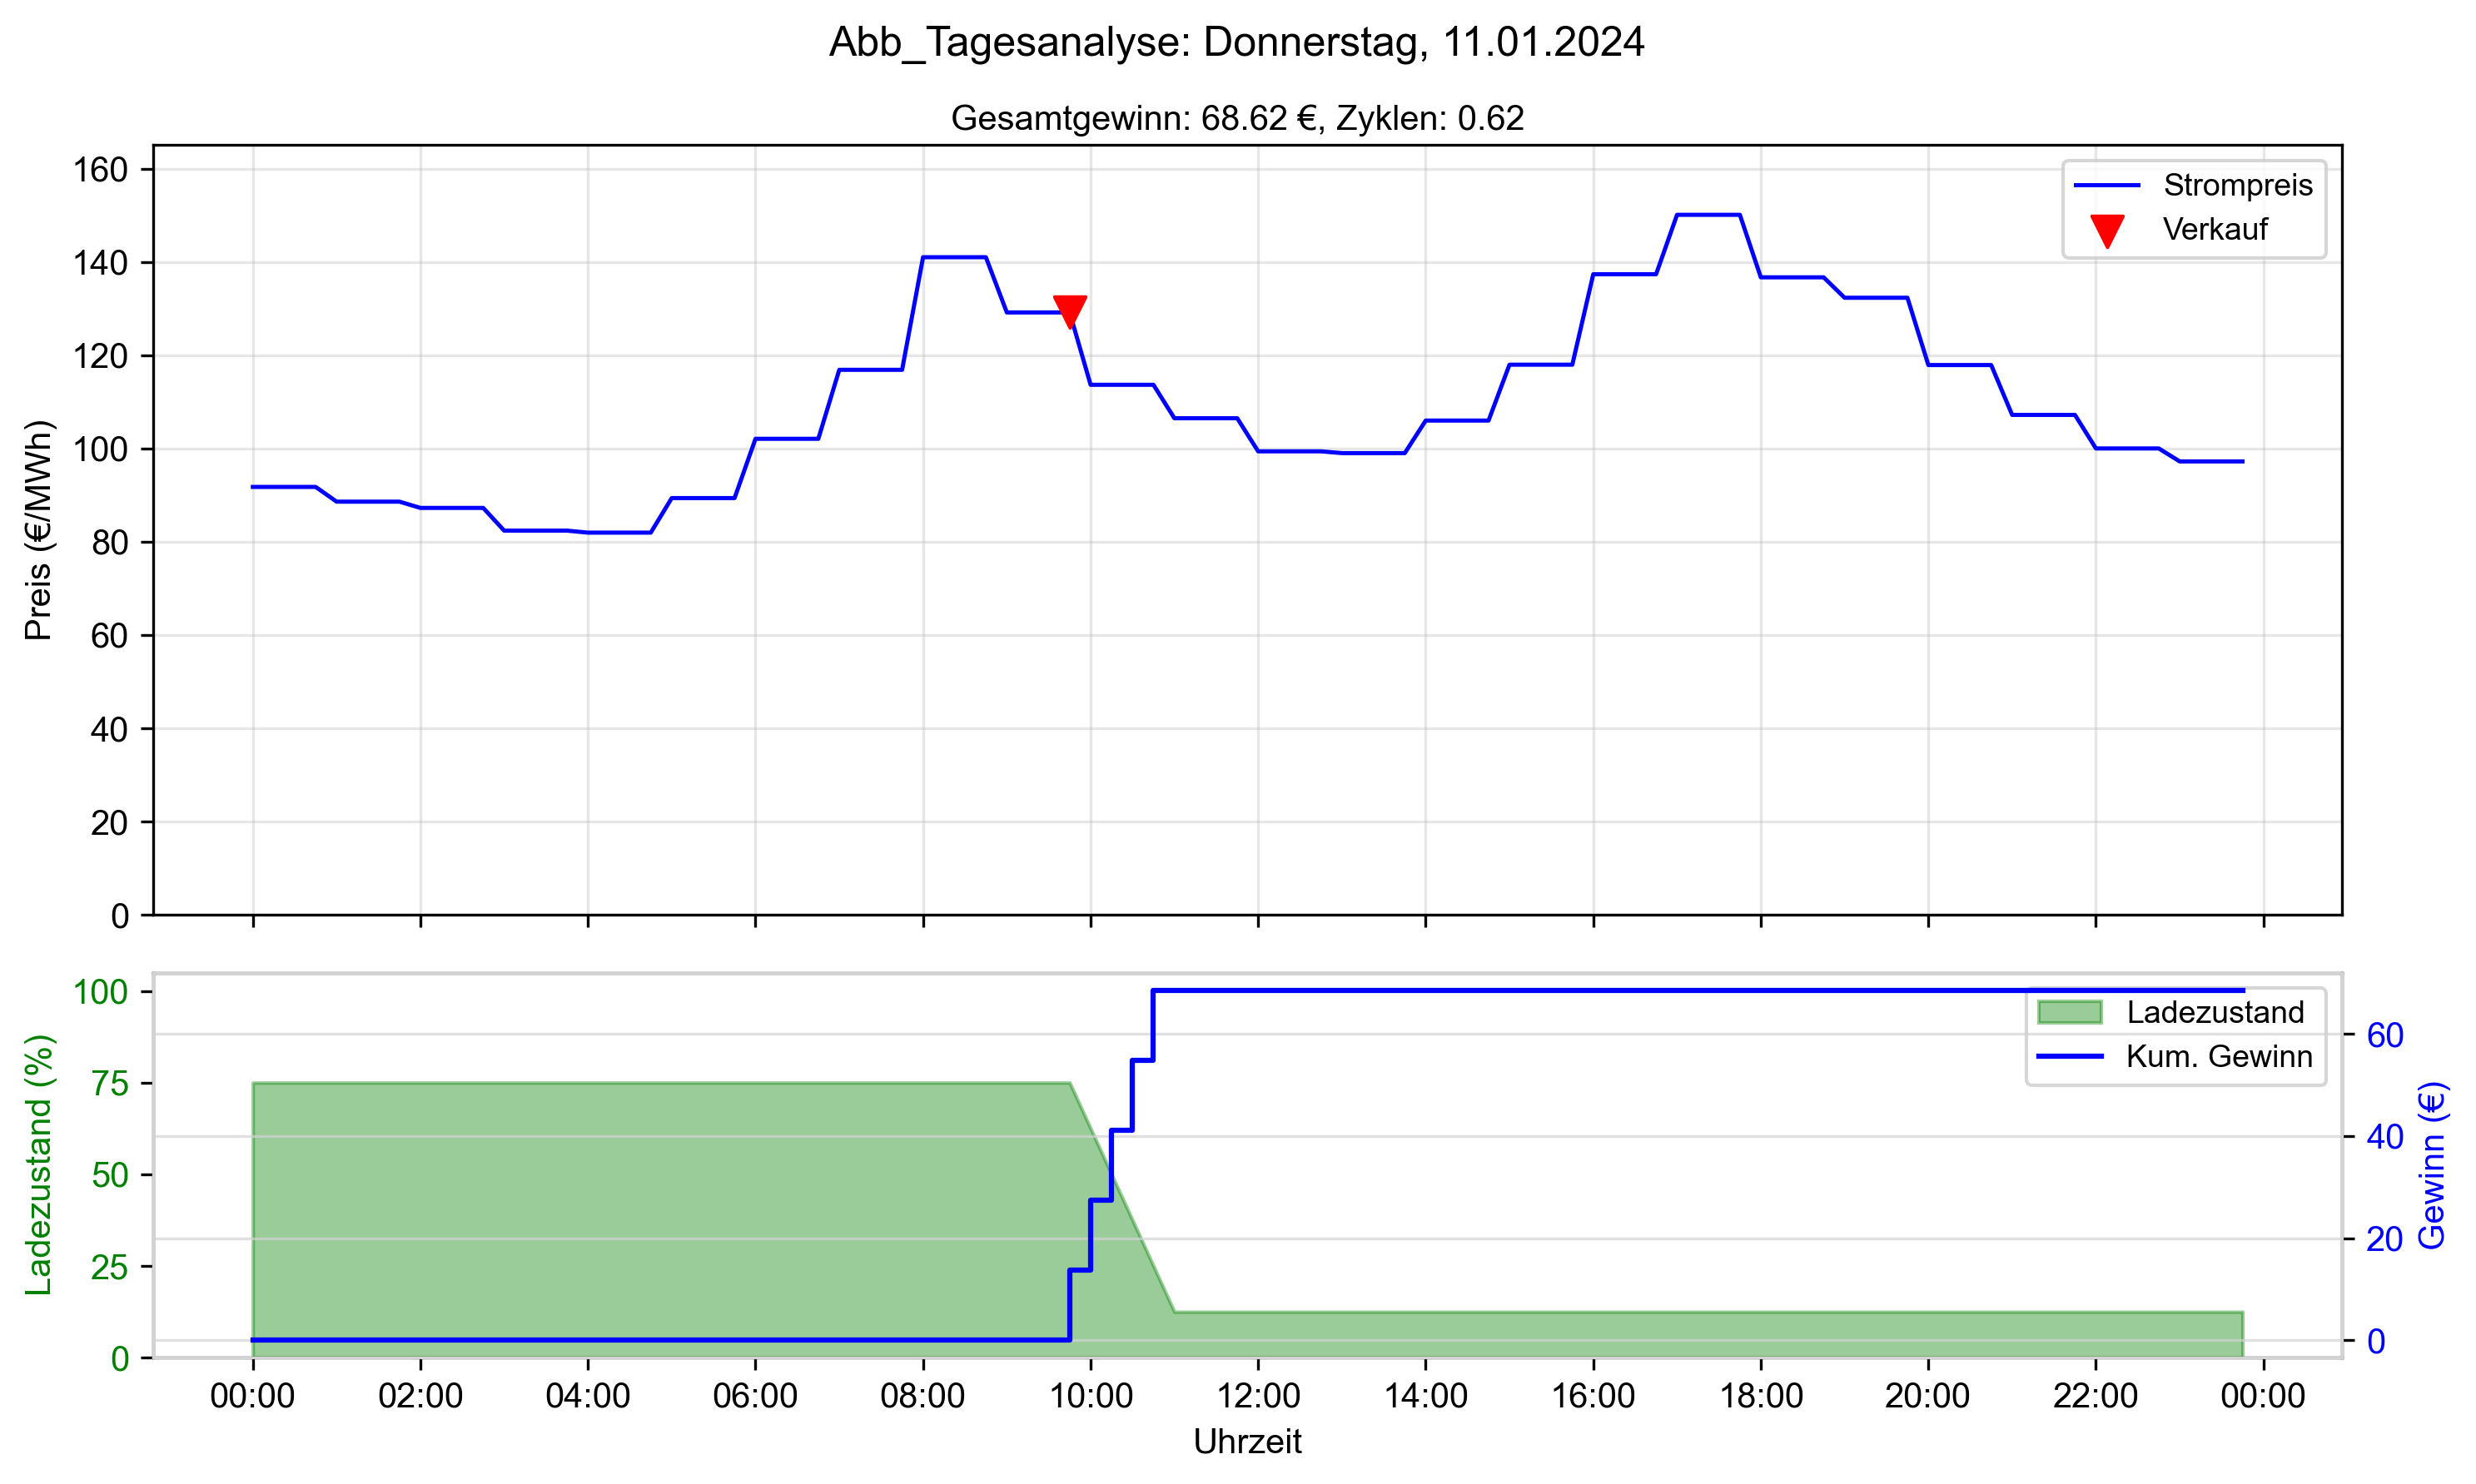 Abb_Tagesanalyse: Donnerstag, 11.01.2024
Gesamtgewinn: 68.62 €, Zyklen: 0.62
Preis (€/MWh)
160
140
120
100
80
60
40
20
0
Strompreis
Verkauf
Ladezustand (%)
100
75
50
25
0
Ladezustand
Kum. Gewinn
60
40
20
0
Gewinn (€)
00:00 02:00 04:00 06:00 08:00 10:00 12:00 14:00 16:00 18:00 20:00 22:00 00:00
Uhrzeit